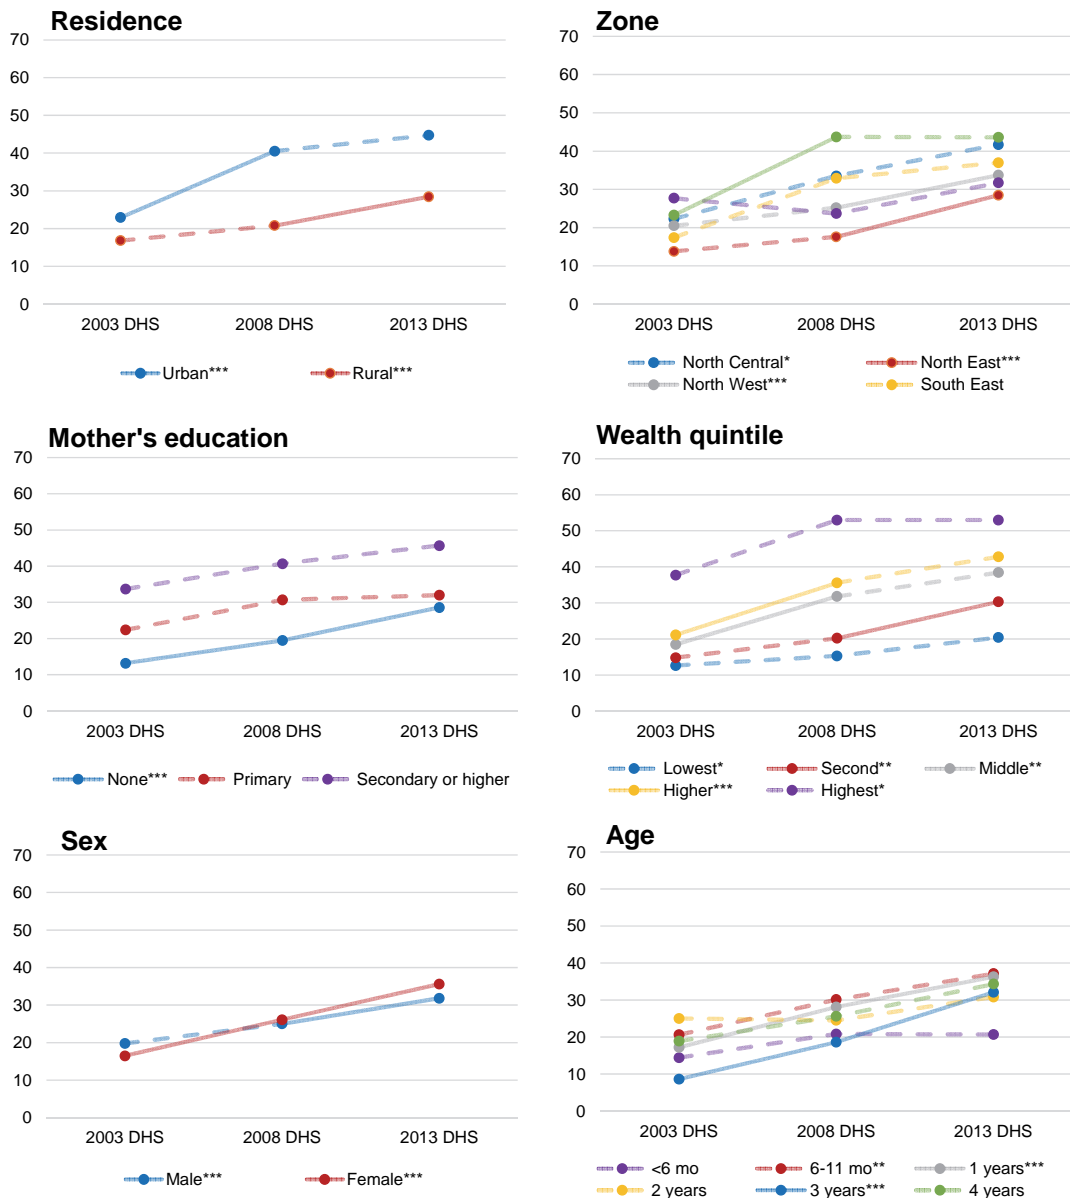 Residence
70
60
50
40
30
20
10
0
2003 DHS 2008 DHS 2013 DHS
Urban*** Rural***
Zone
70
60
50
40
30
20
10
0
2003 DHS 2008 DHS 2013 DHS
North Central* North East***
North West*** South East
Mother's education
70
60
50
40
30
20
10
0
2003 DHS 2008 DHS 2013 DHS
None*** Primary Secondary or higher
Wealth quintile
70
60
50
40
30
20
10
0
2003 DHS 2008 DHS 2013 DHS
Lowest* Second** Middle**
Higher*** Highest*
Sex
70
60
50
40
30
20
10
0
2003 DHS 2008 DHS 2013 DHS
Male*** Female***
Age
70
60
50
40
30
20
10
0
2003 DHS 2008 DHS 2013 DHS
<6 mo 6-11 mo** 1 years***
2 years 3 years*** 4 years